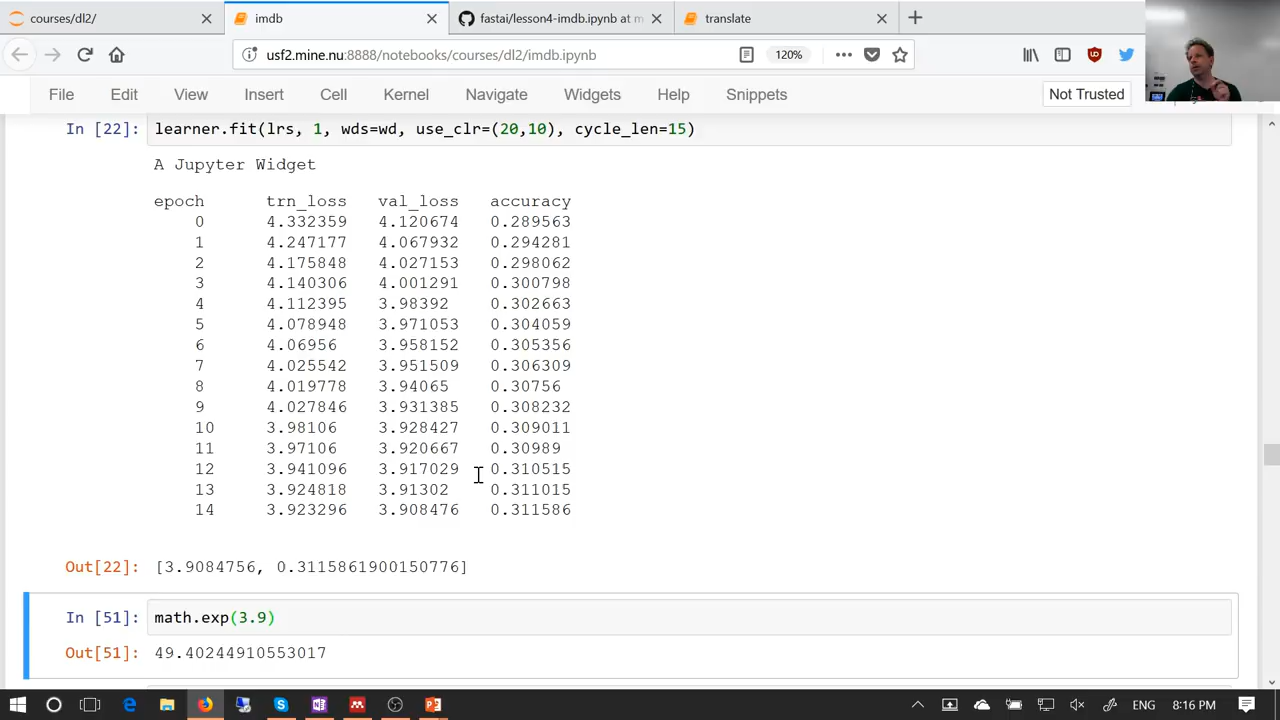 courses/dl2/
imdb
fastai/lesson4-imdb.ipynb at m
translate
usf2.mine.nu:8888/notebooks/courses/dl2/imdb.ipynb
120%
File Edit View Insert Cell Kernel Navigate Widgets Help Snippets
Not Trusted
In [22]: learner.fit(lrs, 1, wds=wd, use_clr=(20,10), cycle_len=15)
A Jupyter Widget
epoch trn_loss val_loss accuracy
0 4.332359 4.120674 0.289563
1 4.247177 4.067932 0.294281
2 4.175848 4.027153 0.298062
3 4.140306 4.001291 0.300798
4 4.112395 3.98392 0.302663
5 4.078948 3.971053 0.304059
6 4.06956 3.958152 0.305356
7 4.025542 3.951509 0.306309
8 4.019778 3.94065 0.30756
9 4.027846 3.931385 0.308232
10 3.98106 3.928427 0.309011
11 3.97106 3.920667 0.30989
12 3.941096 3.917029 0.310515
13 3.924818 3.91302 0.311015
14 3.923296 3.908476 0.311586
Out[22]: [3.9084756, 0.3115861900150776]
In [51]: math.exp(3.9)
Out[51]: 49.40244910553017
ENG 8:16 PM